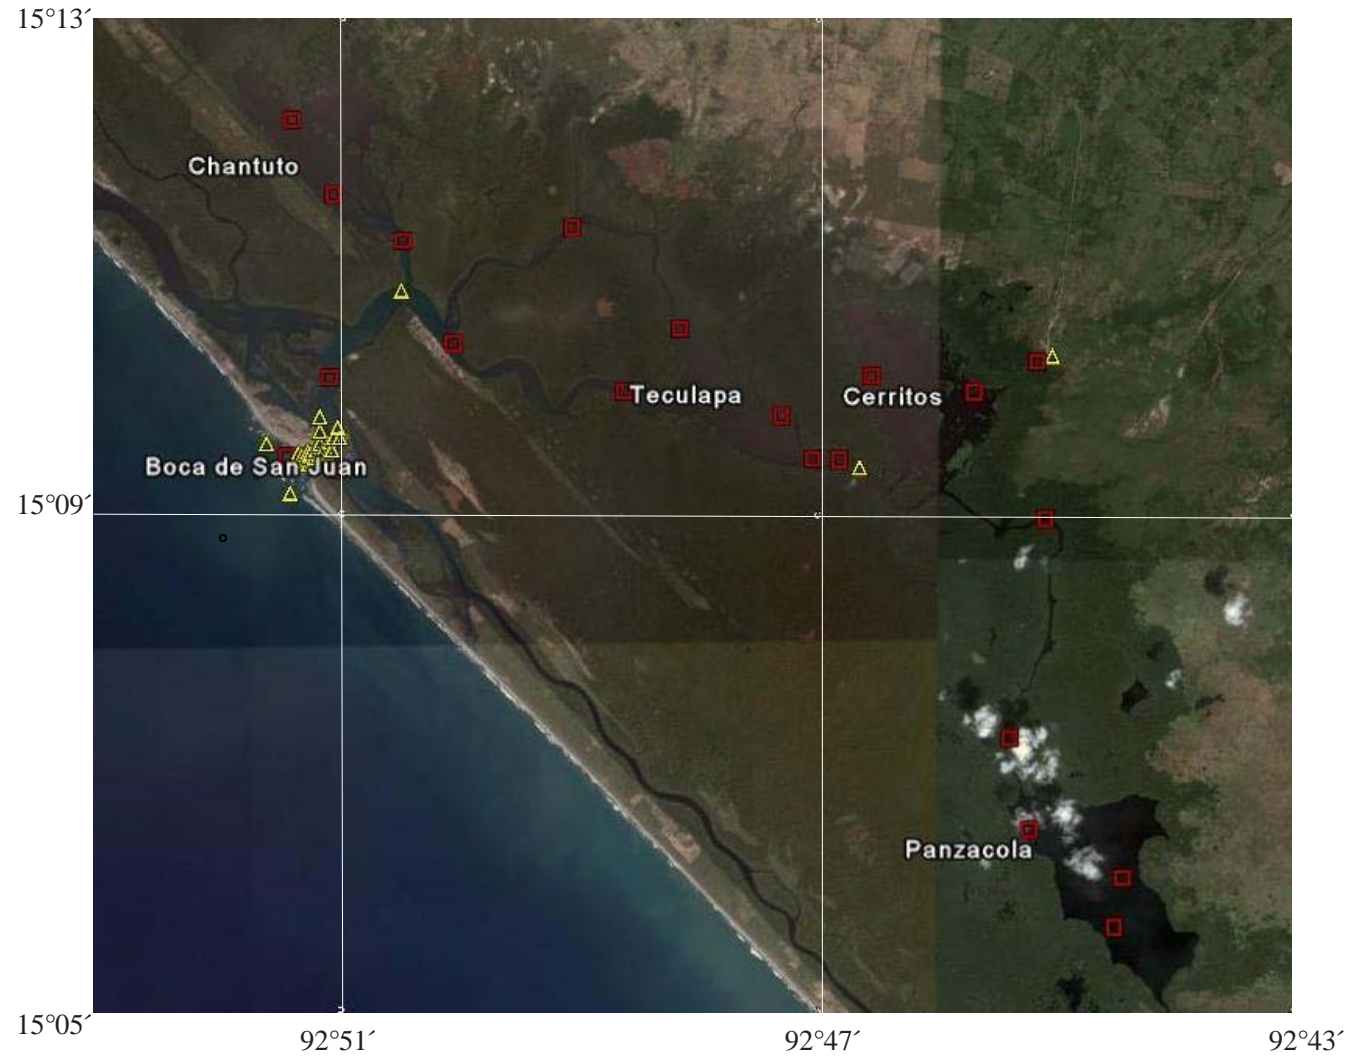 15°13´
Chantuto
Teculapa
Cerritos
Boca de San Juan
15°09´
Panzacola
15°05´
92°51´
92°47´
92°43´